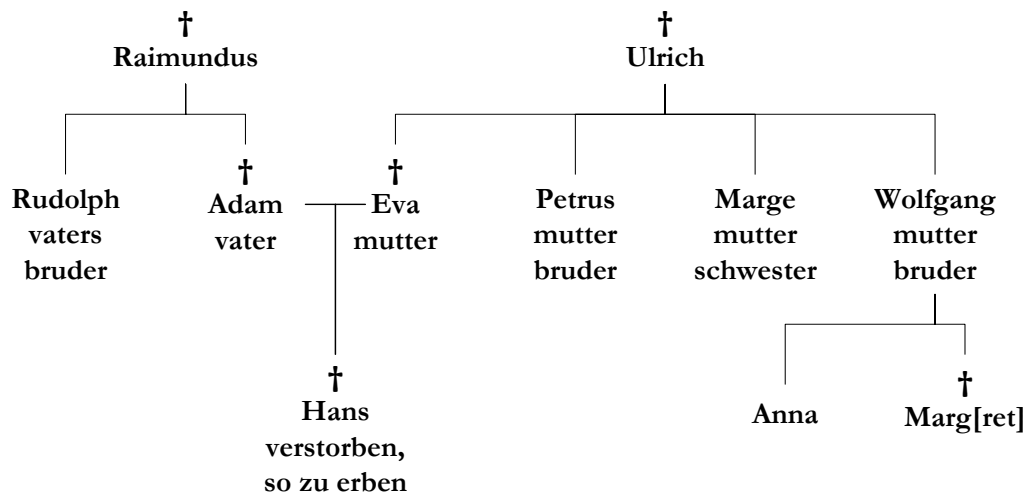 † †
Raimundus Ulrich
† †
Rudolph vaters bruder
Adam vater
Eva mutter
Petrus mutter bruder
Marge mutter schwester
Wolfgang mutter bruder
† †
Hans
verstorben,
so zu erben
Anna
Marg[ret]